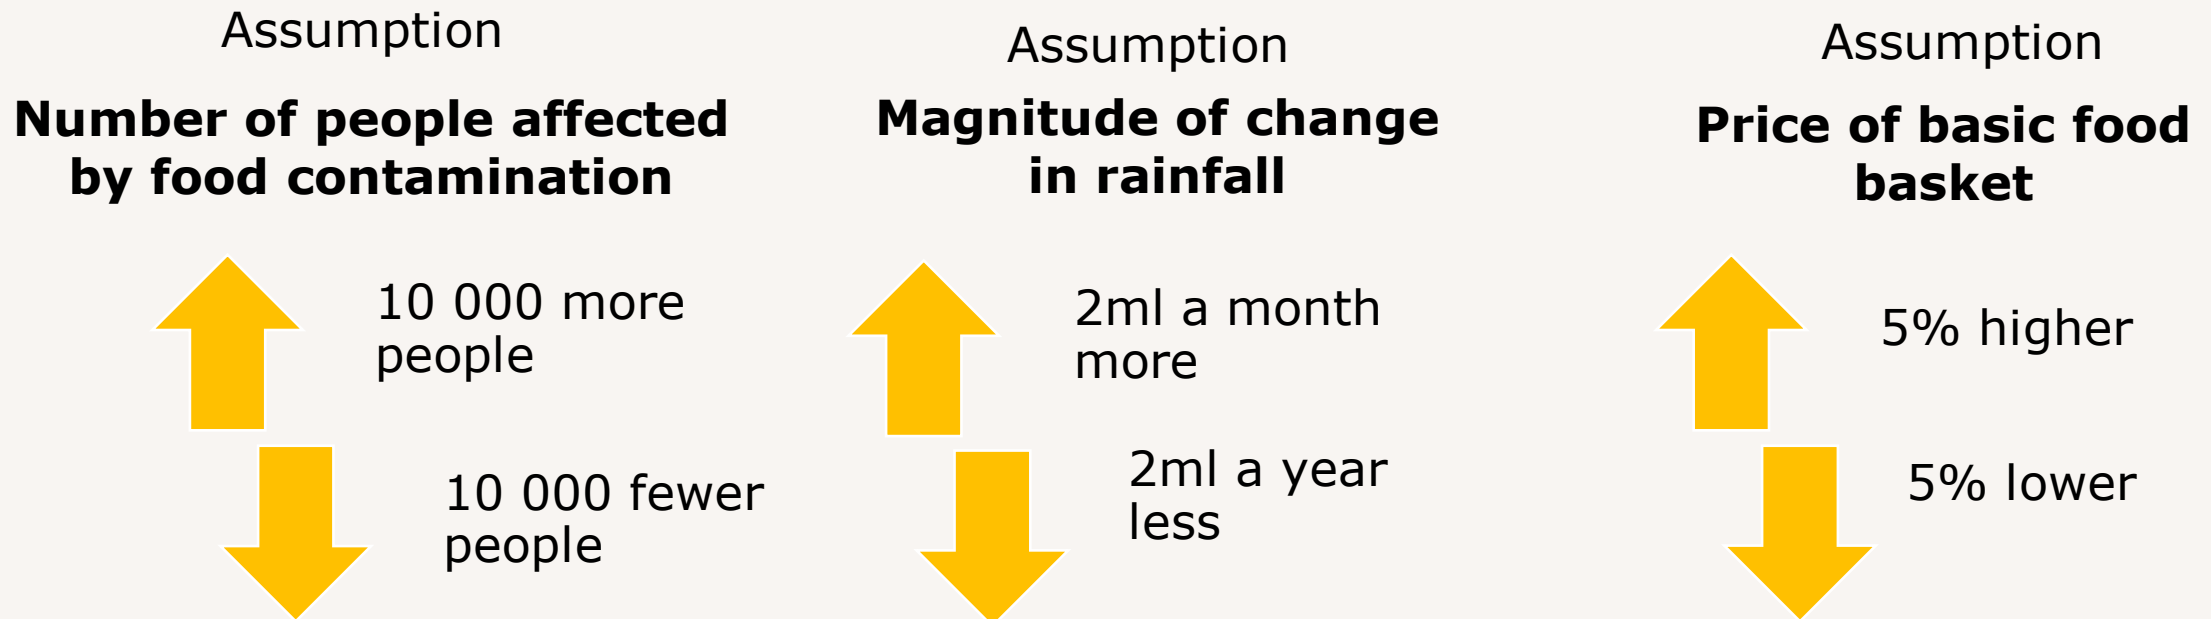 Assumption
Number of people affected
by food contamination
10 000 more
people
10 000 fewer
people
Assumption
Magnitude of change
in rainfall
2ml a month
more
2ml a year
less
Assumption
Price of basic food
basket
5% higher
5% lower